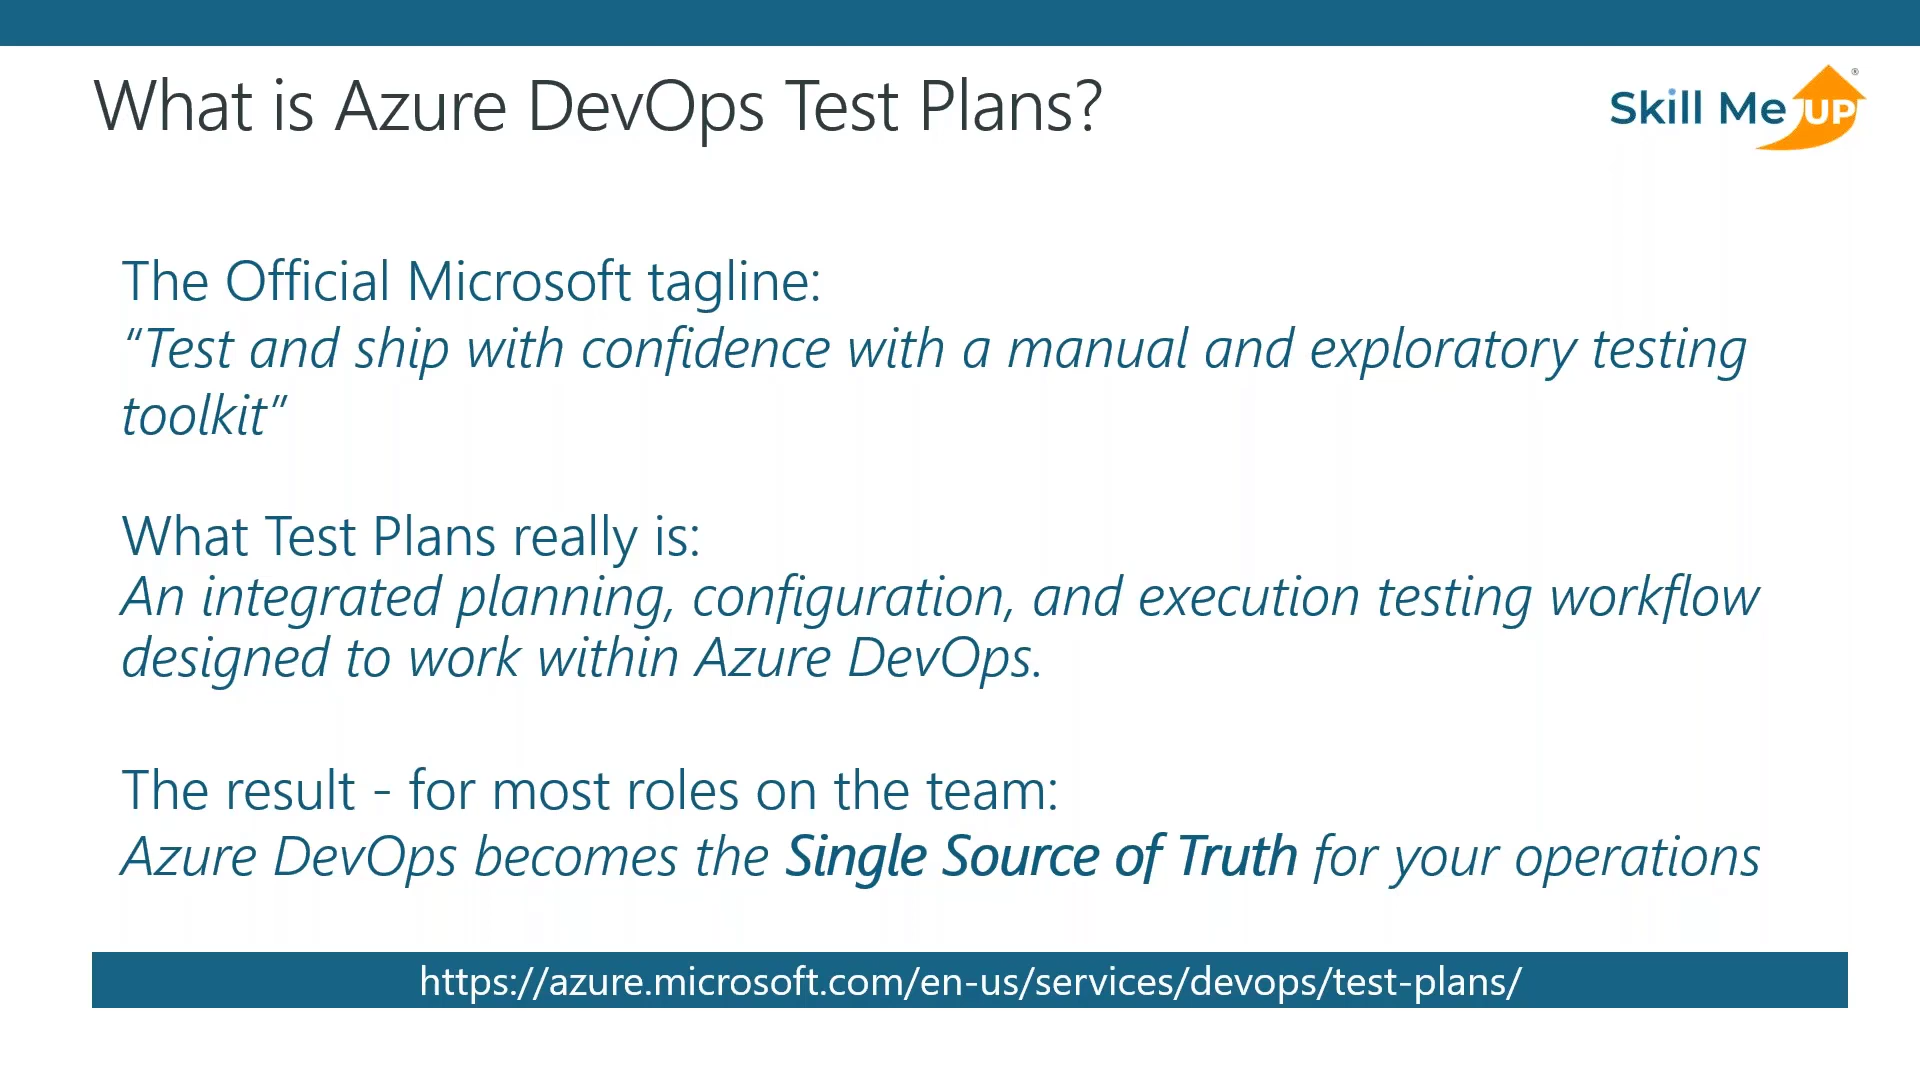 What is Azure DevOps Test Plans?
Skill Me UP®
The Official Microsoft tagline:
“Test and ship with confidence with a manual and exploratory testing
toolkit”
What Test Plans really is:
An integrated planning, configuration, and execution testing workflow
designed to work within Azure DevOps.
The result - for most roles on the team:
Azure DevOps becomes the Single Source of Truth for your operations
https://azure.microsoft.com/en-us/services/devops/test-plans/